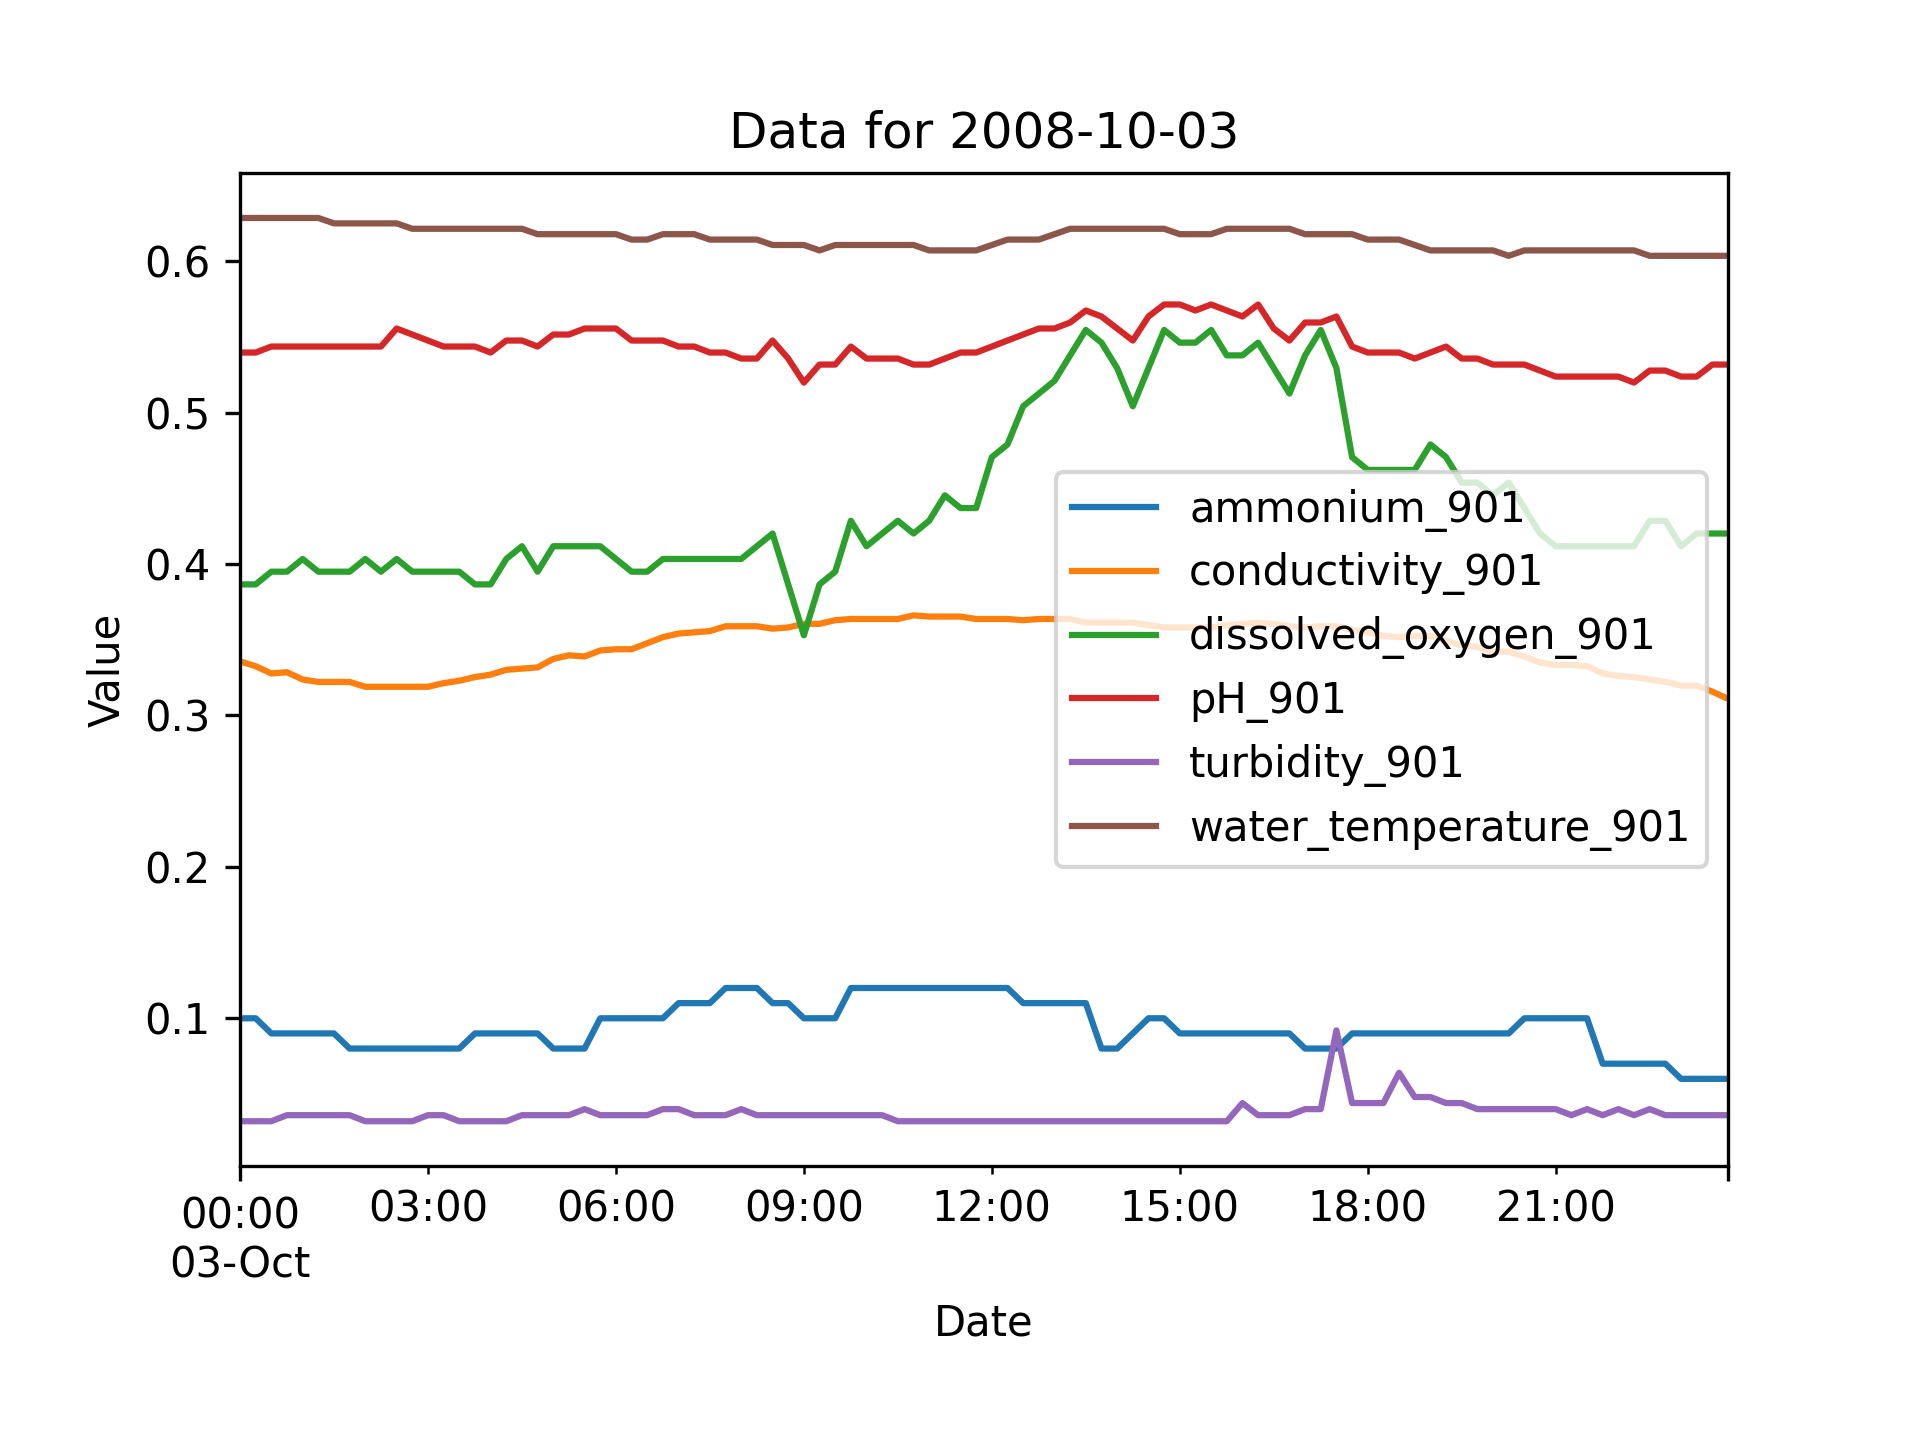 Data for 2008-10-03
Value
0.6
0.5
0.4
0.3
0.2
0.1
ammonium_901
conductivity_901
dissolved_oxygen_901
pH_901
turbidity_901
water_temperature_901
00:00
03-Oct
03:00
06:00
09:00
12:00
15:00
18:00
21:00
Date